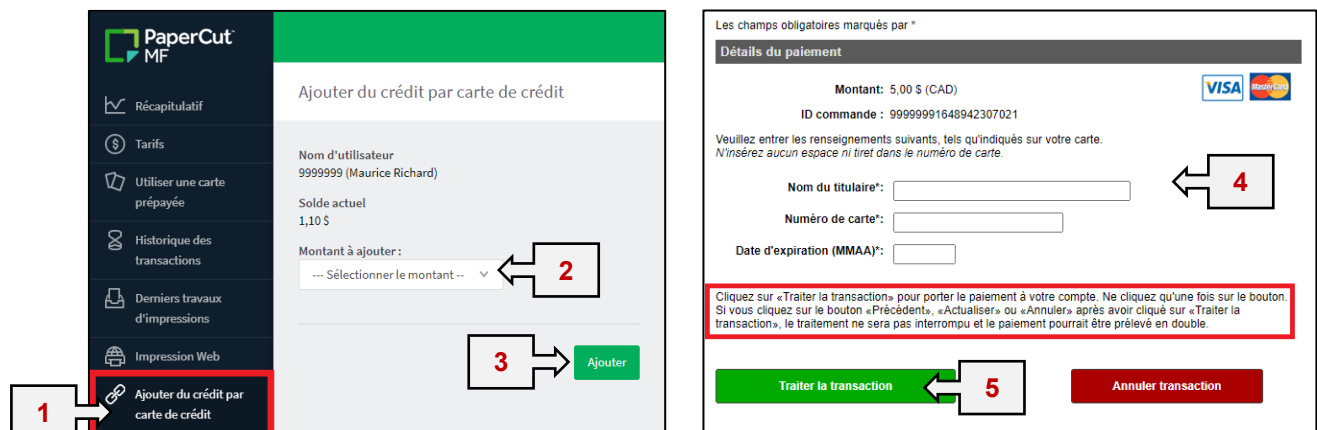 PaperCut
MF
Récapitulatif
Tarifs
Utiliser une carte
prépayée
Historique des
transactions
Derniers travaux
d'impressions
Impression Web
Ajouter du crédit par
carte de crédit
1
Ajouter du crédit par carte de crédit
Nom d'utilisateur
9999999 (Maurice Richard)
Solde actuel
1,10 $
Montant à ajouter :
--- Sélectionner le montant --
2
3
Ajouter
Les champs obligatoires marqués par *
Détails du paiement
Montant: 5,00 $ (CAD)
VISA MasterCard
ID commande : 99999991648942307021
Veuillez entrer les renseignements suivants, tels qu'indiqués sur votre carte.
N'insérez aucun espace ni tiret dans le numéro de carte.
4
Nom du titulaire*:
Numéro de carte*:
Date d'expiration (MMAA)*:
Cliquez sur «Traiter la transaction» pour porter le paiement à votre compte. Ne cliquez qu'une fois sur le bouton.
Si vous cliquez sur le bouton «Précédent», «Actualiser» ou «Annuler» après avoir cliqué sur «Traiter la
transaction», le traitement ne sera pas interrompu et le paiement pourrait être prélevé en double.
Traiter la transaction
5
Annuler transaction